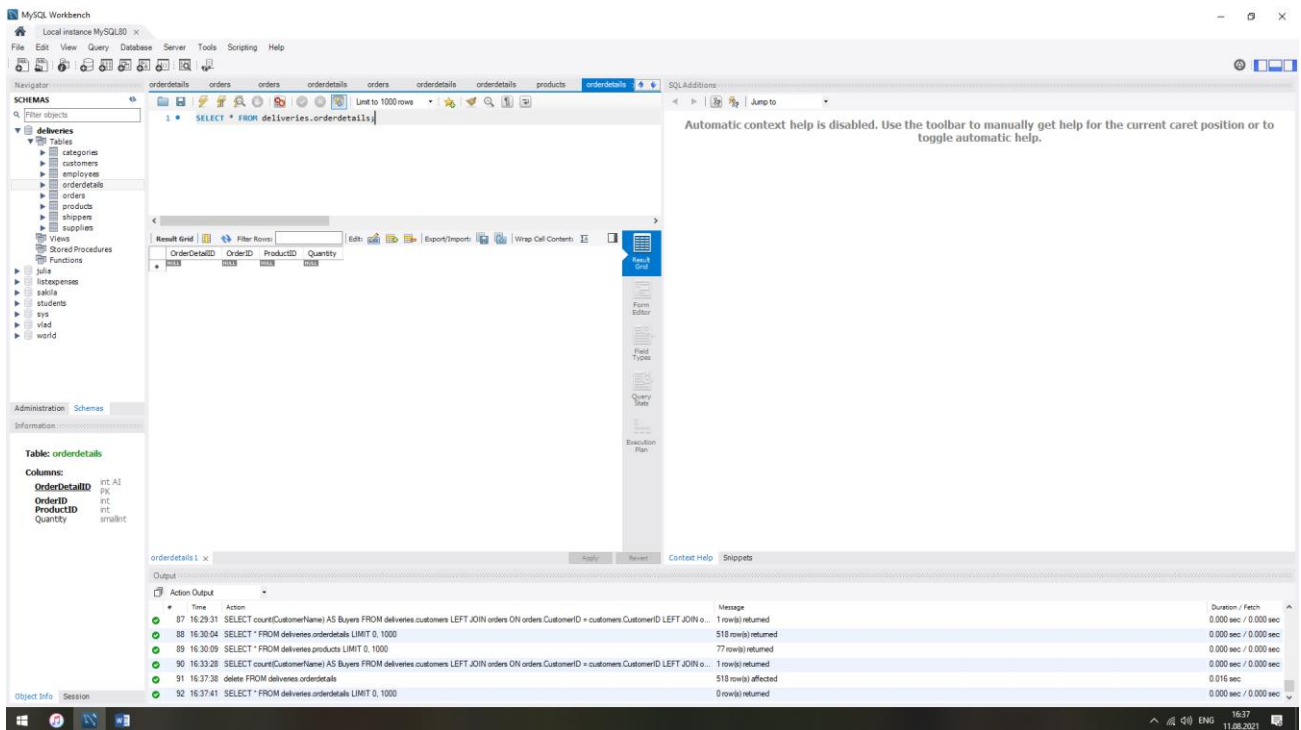 MySQL Workbench
Local instance MySQL80 ×
File Edit View Query Database Server Tools Scripting Help
Navigator
SCHEMAS
Filter objects
deliveries
Tables
categories
customers
employees
orderdetails
orders
products
shippers
suppliers
Views
Stored Procedures
Functions
julia
listexpenses
sakila
students
sys
vlad
world
Administration Schemas
Information
Table: orderdetails
Columns:
OrderDetailID int AI PK
OrderID int
ProductID int
Quantity smallint
Object Info Session
orderdetails orders orders orderdetails orders orderdetails orderdetails products orderdetails
Limit to 1000 rows
1 SELECT * FROM deliveries.orderdetails;
Result Grid Filter Rows: Edit: Export/Import: Wrap Cell Content:
OrderDetailID OrderID ProductID Quantity
NULL NULL NULL NULL
Result Grid
Form Editor
Field Types
Query Stats
Execution Plan
orderdetails 1 ×
Apply Revert
SQLAdditions
Jump to
Automatic context help is disabled. Use the toolbar to manually get help for the current caret position or to
toggle automatic help.
Context Help Snippets
Output
Action Output
# Time Action Message Duration / Fetch
87 16:29:31 SELECT count(CustomerName) AS Buyers FROM deliveries.customers LEFT JOIN orders ON orders.CustomerID = customers.CustomerID LEFT JOIN o... 1 row(s) returned 0.000 sec / 0.000 sec
88 16:30:04 SELECT * FROM deliveries.orderdetails LIMIT 0, 1000 518 row(s) returned 0.000 sec / 0.000 sec
89 16:30:09 SELECT * FROM deliveries.products LIMIT 0, 1000 77 row(s) returned 0.000 sec / 0.000 sec
90 16:33:28 SELECT count(CustomerName) AS Buyers FROM deliveries.customers LEFT JOIN orders ON orders.CustomerID = customers.CustomerID LEFT JOIN o... 1 row(s) returned 0.000 sec / 0.000 sec
91 16:37:38 delete FROM deliveries.orderdetails 518 row(s) affected 0.016 sec
92 16:37:41 SELECT * FROM deliveries.orderdetails LIMIT 0, 1000 0 row(s) returned 0.000 sec / 0.000 sec
ENG
16:37
11.08.2021